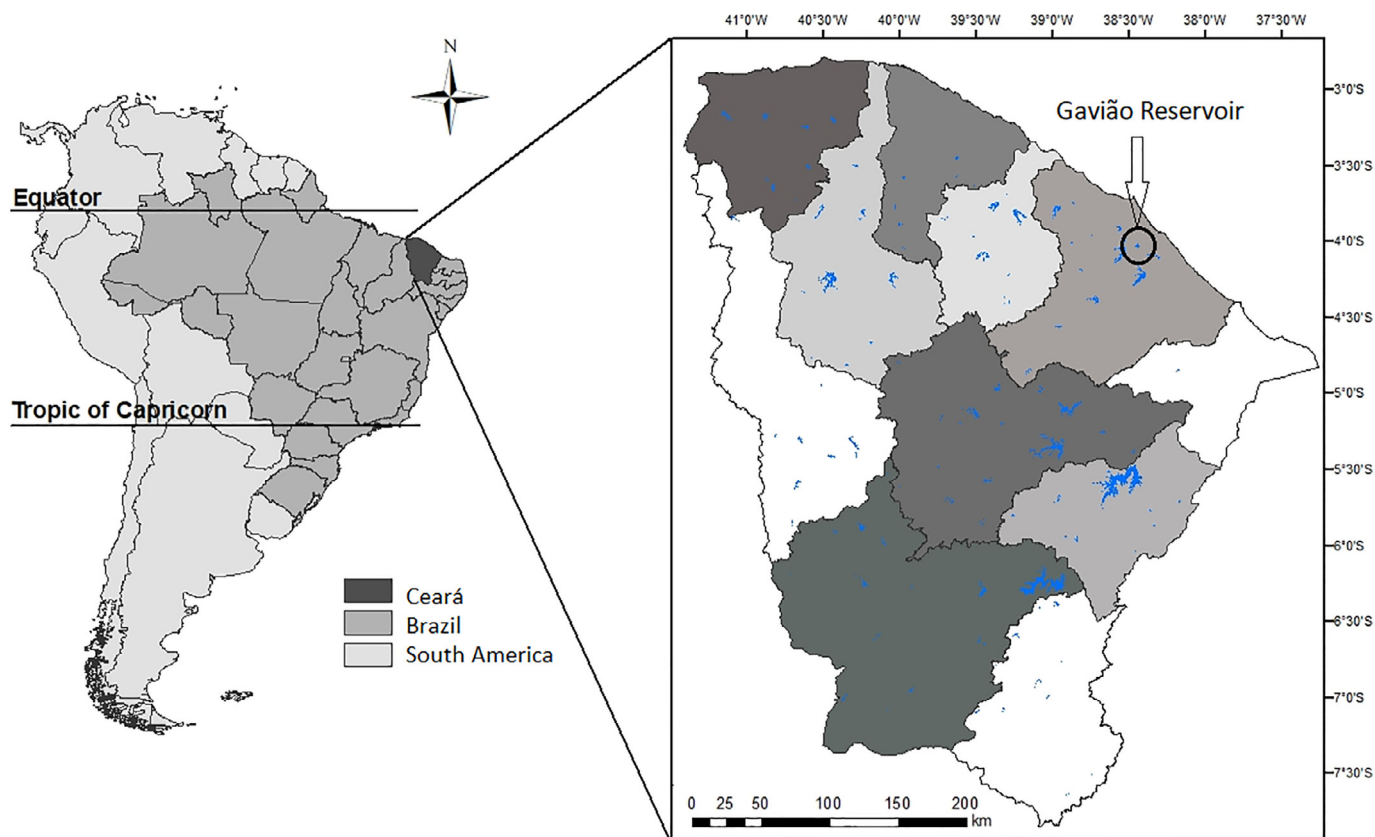 N
Equator
Tropic of Capricorn
Ceará
Brazil
South America
41°0'W 40°30'W 40°0'W 39°30'W 39°0'W 38°30'W 38°0'W 37°30'W
Gavião Reservoir
3°0'S
3°30'S
4°0'S
4°30'S
5°0'S
5°30'S
6°0'S
6°30'S
7°0'S
7°30'S
0 25 50 100 150 200
km